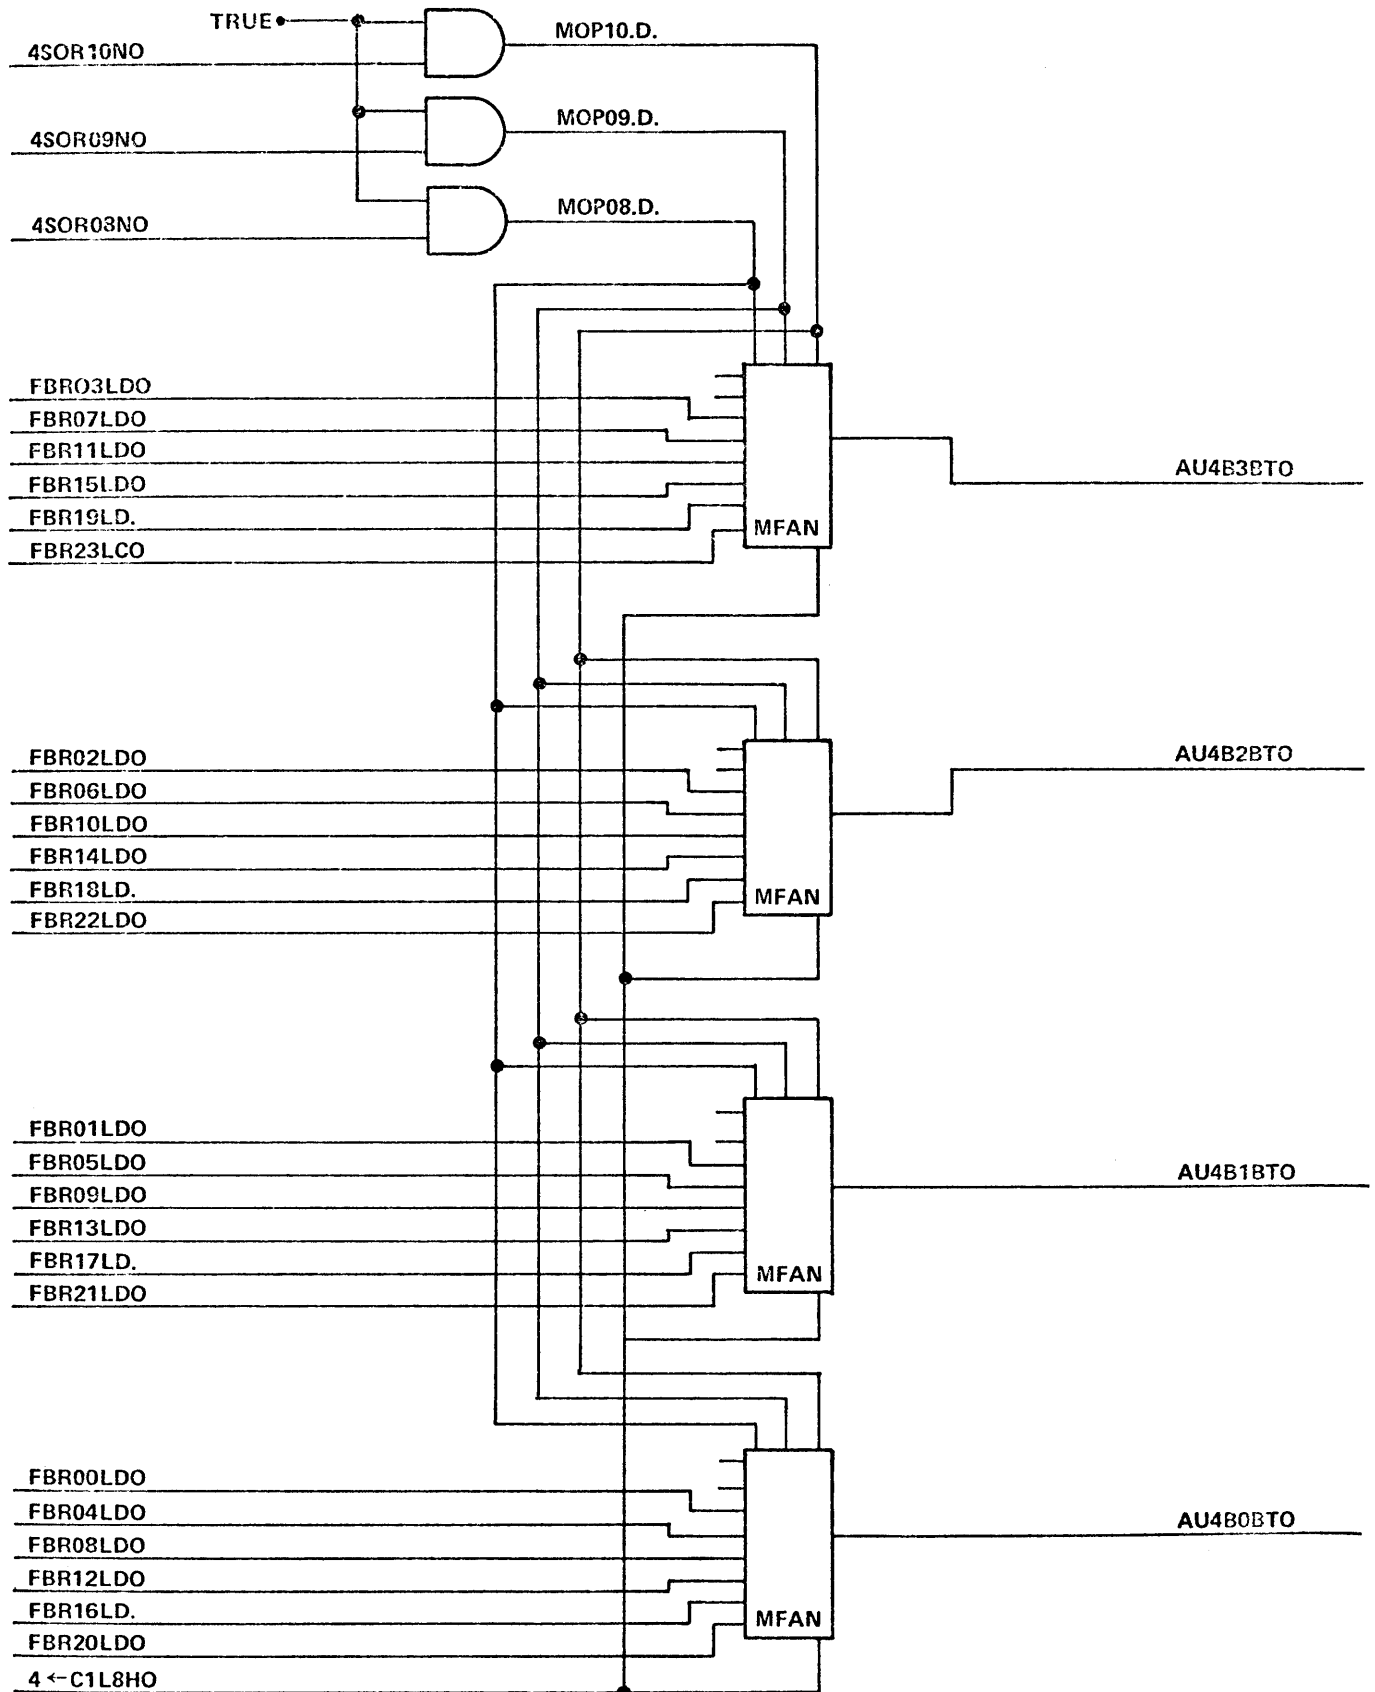 TRUE
MOP10.D.
4SOR10NO
MOP09.D.
4SOR09NO
MOP08.D.
4SOR08NO
FBR03LDO
FBR07LDO
FBR11LDO
FBR15LDO
FBR19LD.
FBR23LCO
MFAN
AU4B3BTO
FBR02LDO
FBR06LDO
FBR10LDO
FBR14LDO
FBR18LD.
FBR22LDO
MFAN
AU4B2BTO
FBR01LDO
FBR05LDO
FBR09LDO
FBR13LDO
FBR17LD.
FBR21LDO
MFAN
AU4B1BTO
FBR00LDO
FBR04LDO
FBR08LDO
FBR12LDO
FBR16LD.
FBR20LDO
MFAN
AU4B0BTO
4 ←C1L8HO